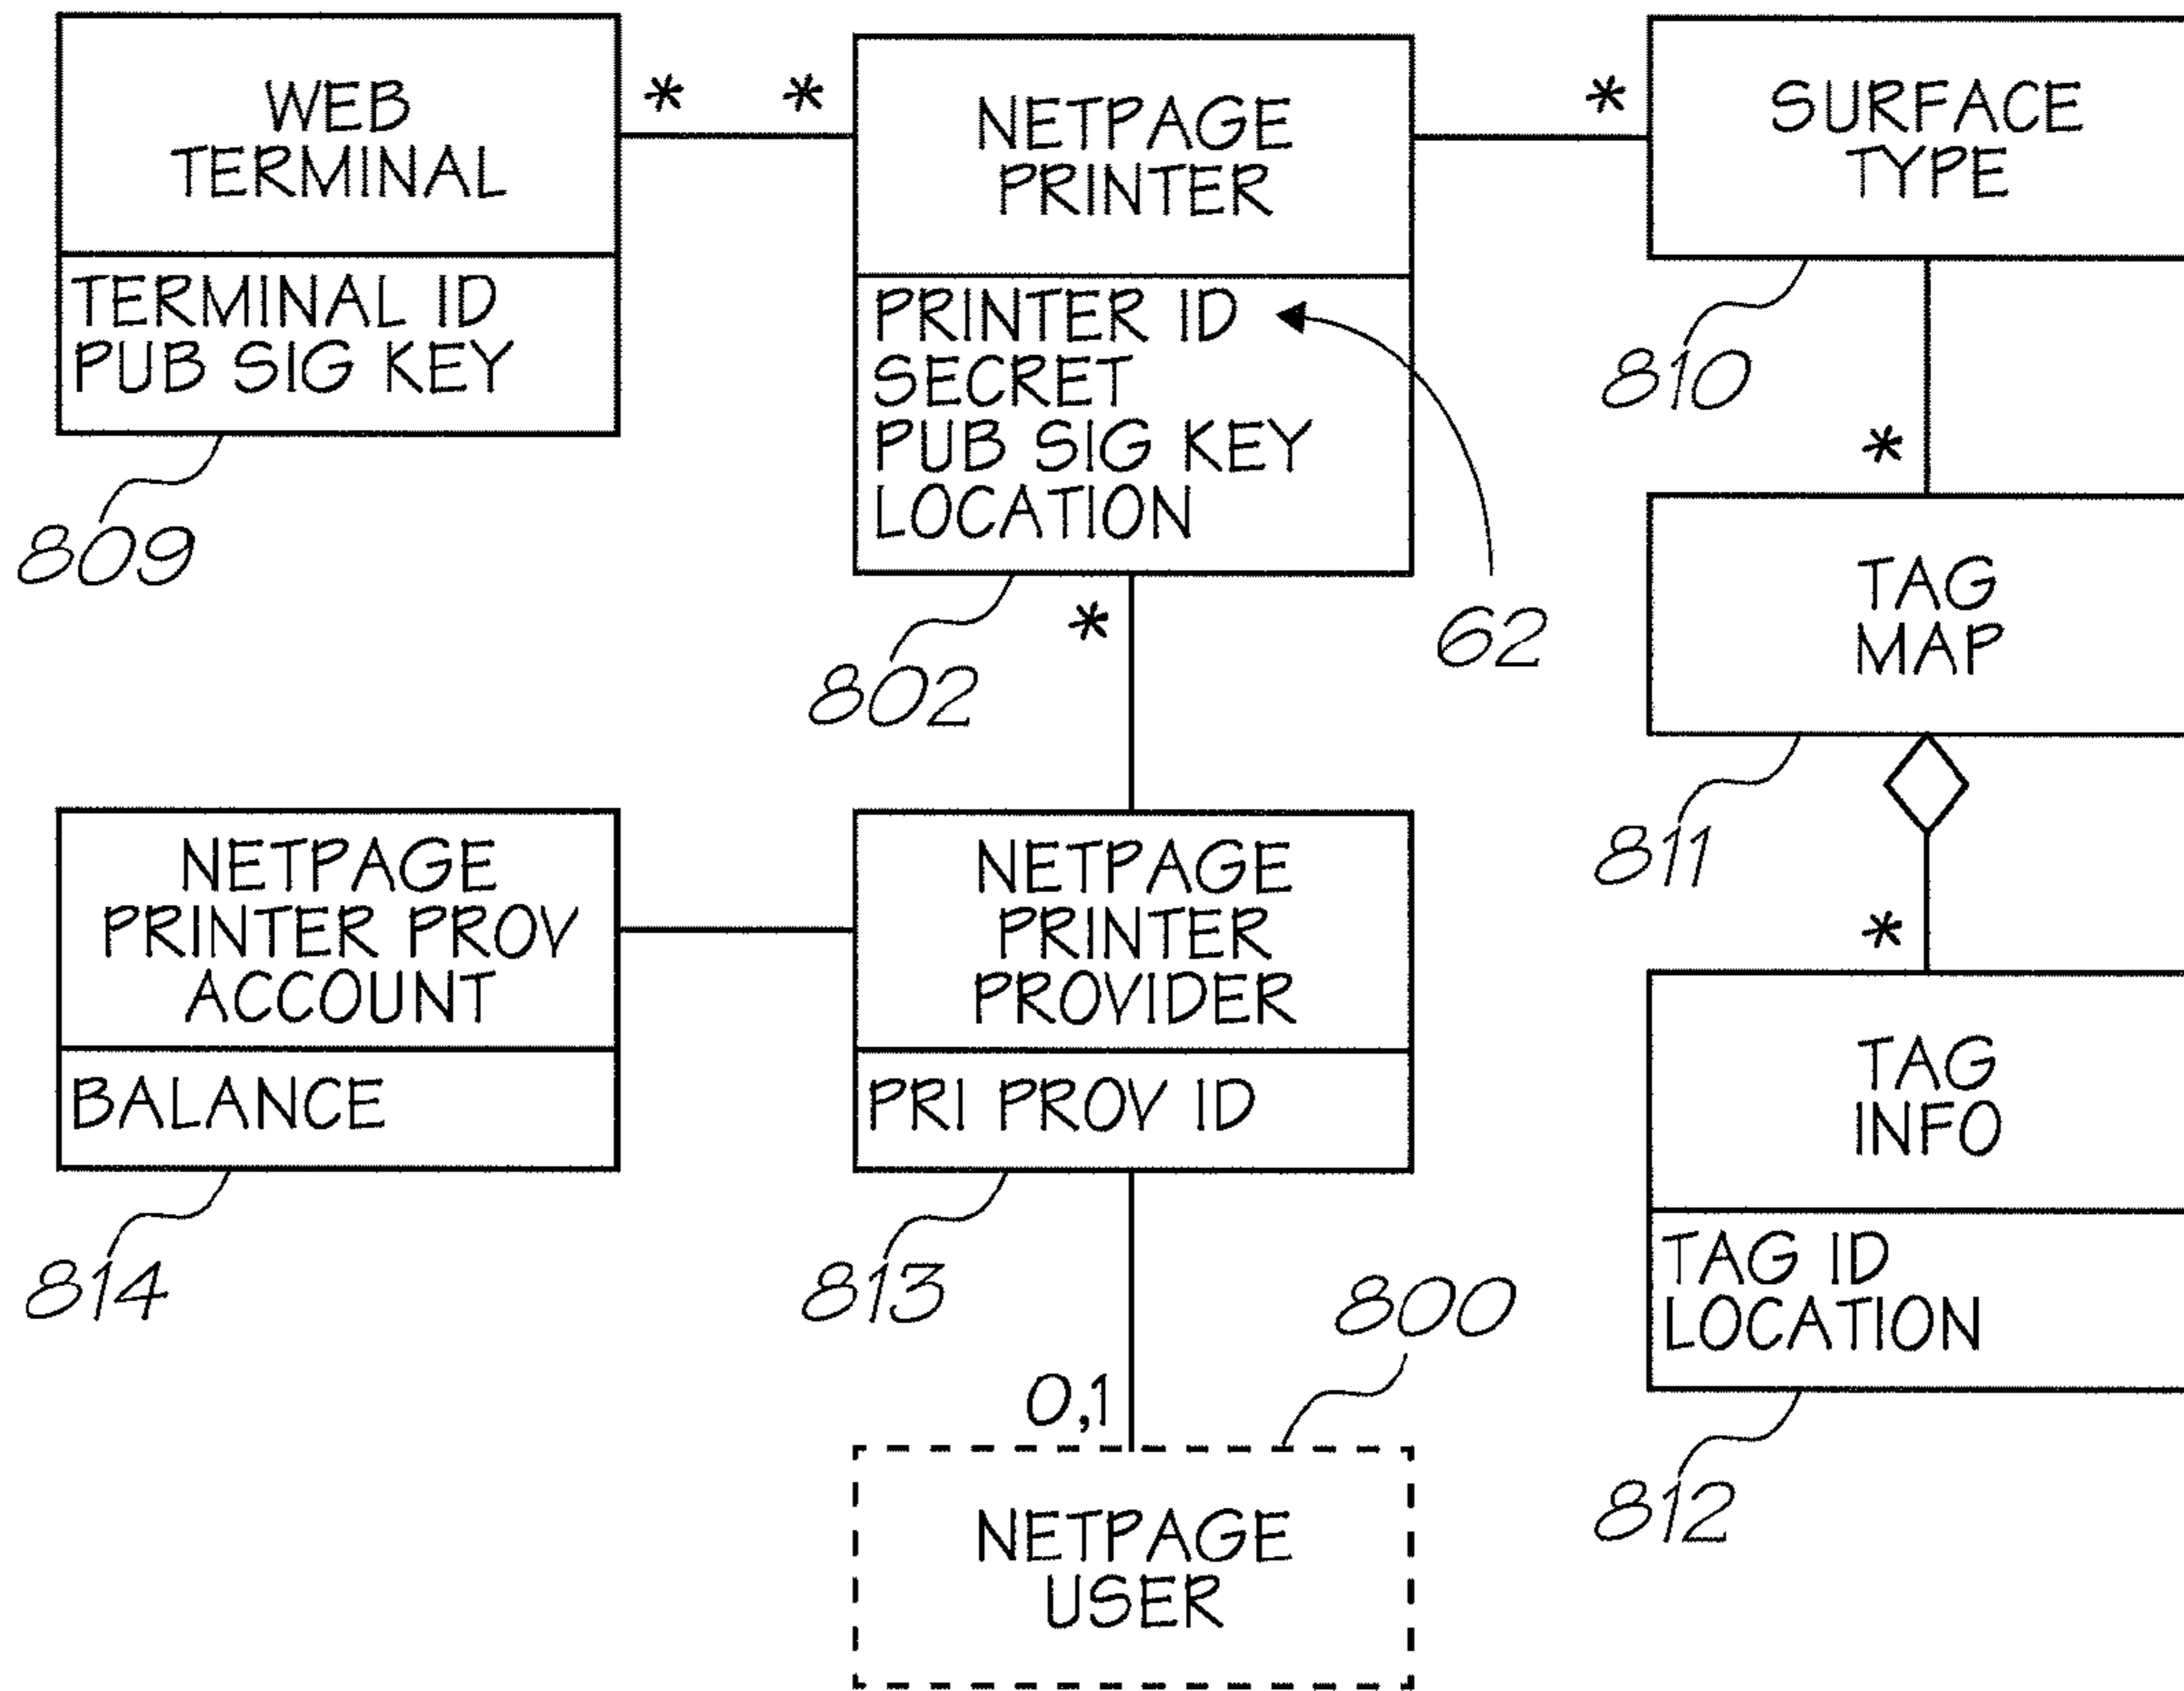 WEB
TERMINAL
TERMINAL ID
PUB SIG KEY
809
*
*
NETPAGE
PRINTER
PRINTER ID
SECRET
PUB SIG KEY
LOCATION
62
802
*
*
SURFACE
TYPE
810
*
TAG
MAP
811
*
TAG
INFO
TAG ID
LOCATION
812
NETPAGE
PRINTER PROV
ACCOUNT
BALANCE
814
NETPAGE
PRINTER
PROVIDER
PRI PROV ID
813
0,1
800
NETPAGE
USER